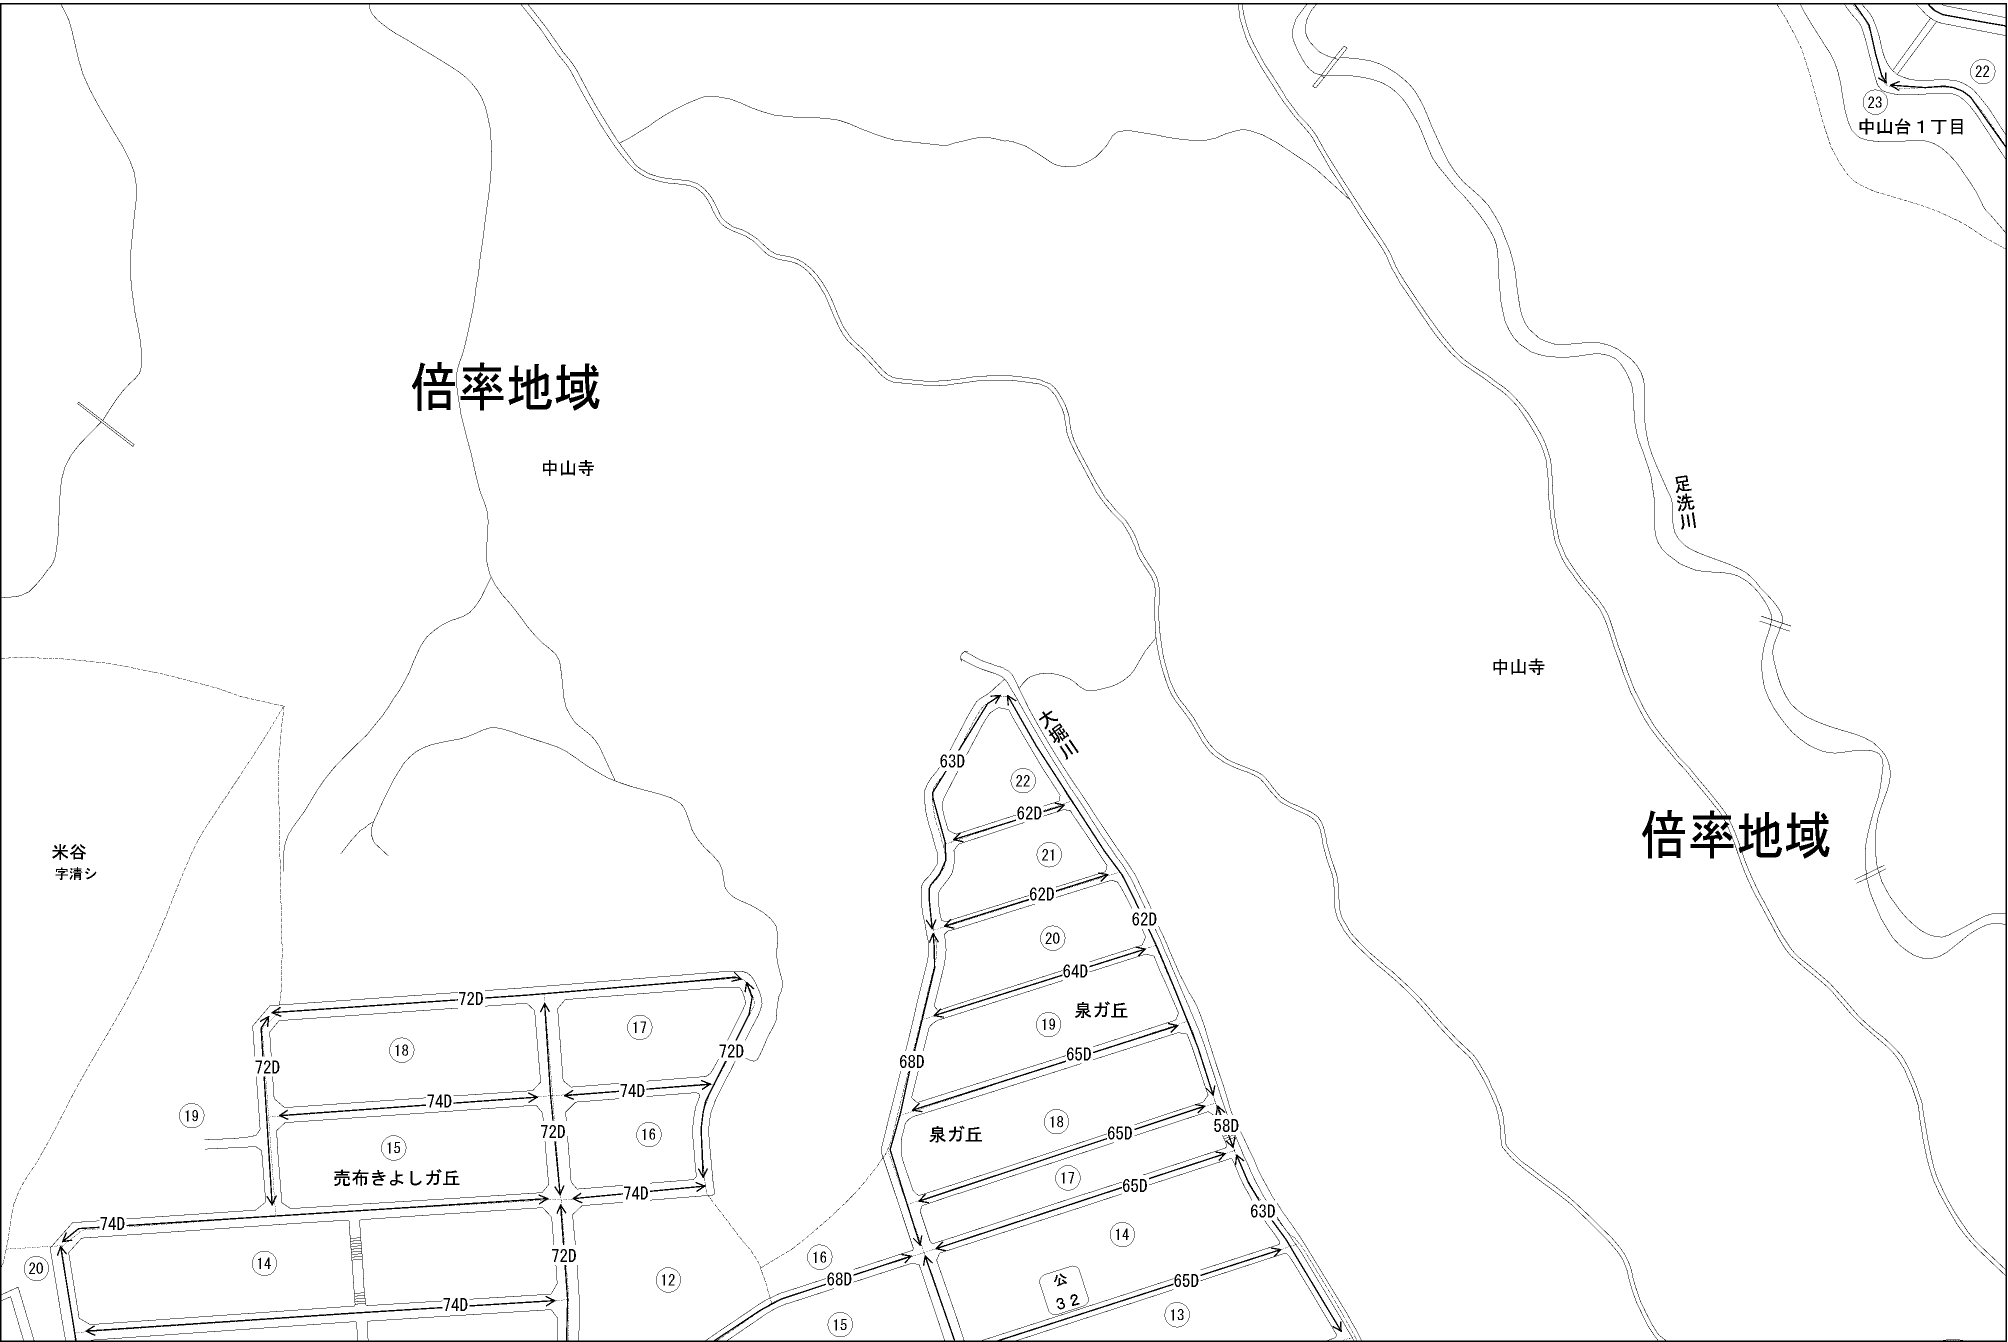 22
23
中山台１丁目
倍率地域
中山寺
足洗川
中山寺
大堀川
63D
22
62D
倍率地域
米谷
字清シ
21
62D
62D
20
64D
72D
泉ガ丘
17
19
18
72D
65D
68D
72D
74D
74D
19
18
58D
72D
16
65D
泉ガ丘
15
17
売布きよしガ丘
65D
74D
63D
74D
14
72D
16
14
20
12
68D
公
３２
65D
74D
13
15